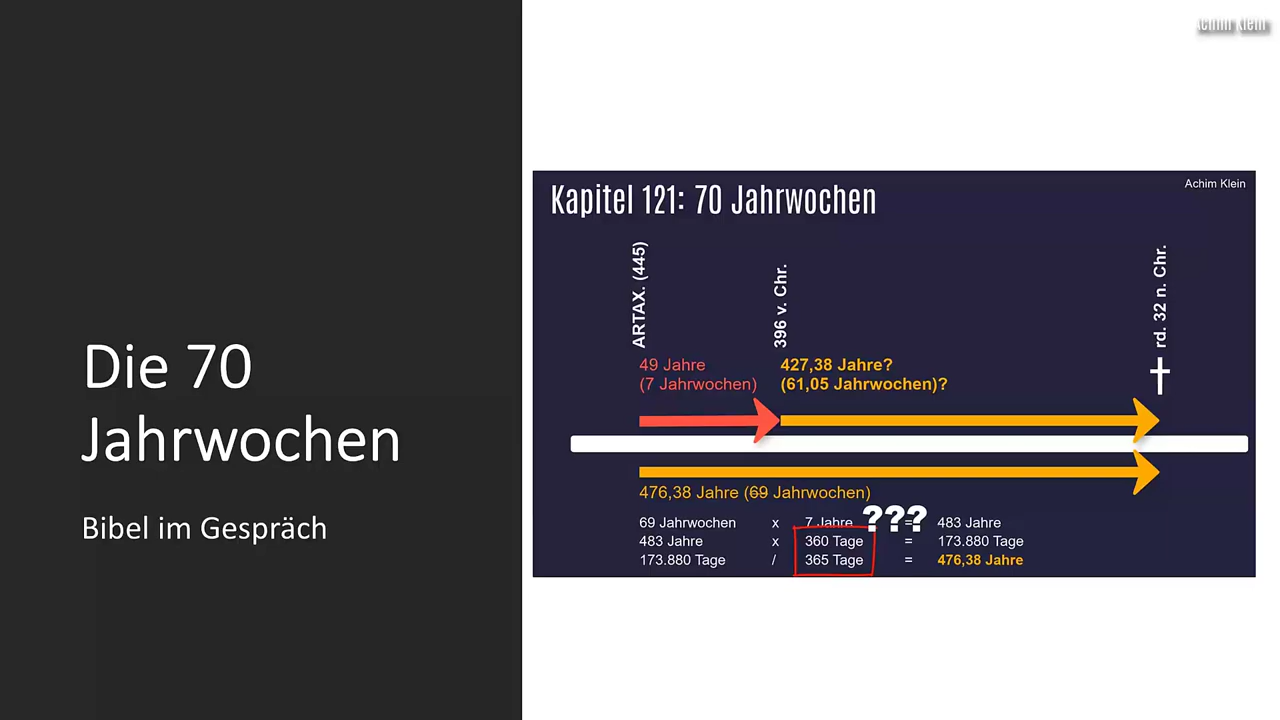 Achim Klein
Die 70
Jahrwochen
Bibel im Gespräch
Kapitel 121: 70 Jahrwochen
Achim Klein
ARTAX. (445)
396 v. Chr.
rd. 32 n. Chr.
49 Jahre
(7 Jahrwochen)
427,38 Jahre?
(61,05 Jahrwochen)?
476,38 Jahre (69 Jahrwochen)
???
69 Jahrwochen x 7 Jahre = 483 Jahre
483 Jahre x 360 Tage = 173.880 Tage
173.880 Tage / 365 Tage = 476,38 Jahre